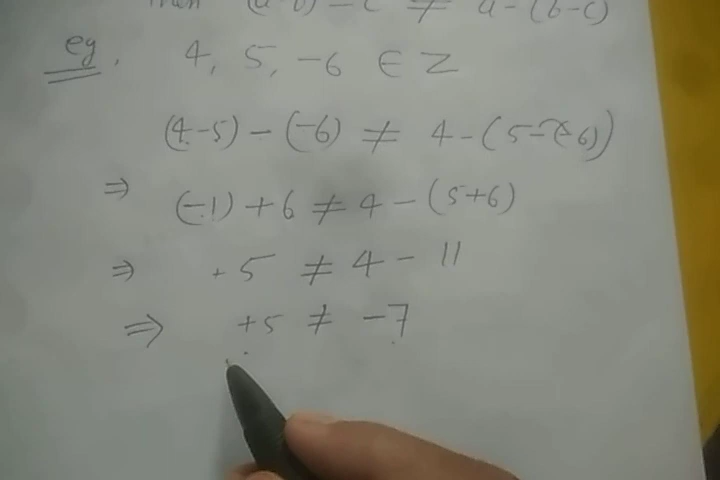 Then (a-b) - c ≠ a - (b-c)
eg. 4, 5, -6 ∈ Z
(4-5) - (-6) ≠ 4 - (5-(-6))
⇒ (-1) + 6 ≠ 4 - (5+6)
⇒ +5 ≠ 4 - 11
⇒ +5 ≠ -7